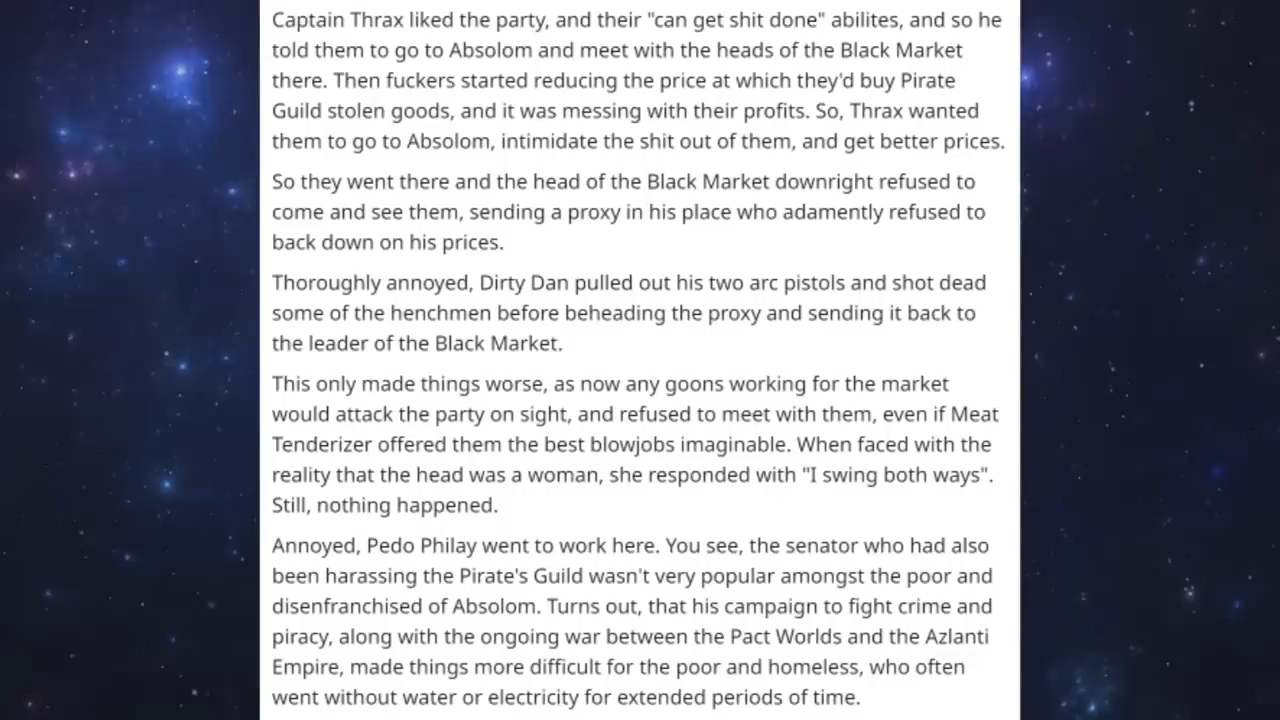 Captain Thrax liked the party, and their "can get shit done" abilites, and so he
told them to go to Absolom and meet with the heads of the Black Market
there. Then fuckers started reducing the price at which they'd buy Pirate
Guild stolen goods, and it was messing with their profits. So, Thrax wanted
them to go to Absolom, intimidate the shit out of them, and get better prices.
So they went there and the head of the Black Market downright refused to
come and see them, sending a proxy in his place who adamently refused to
back down on his prices.
Thoroughly annoyed, Dirty Dan pulled out his two arc pistols and shot dead
some of the henchmen before beheading the proxy and sending it back to
the leader of the Black Market.
This only made things worse, as now any goons working for the market
would attack the party on sight, and refused to meet with them, even if Meat
Tenderizer offered them the best blowjobs imaginable. When faced with the
reality that the head was a woman, she responded with "I swing both ways".
Still, nothing happened.
Annoyed, Pedo Philay went to work here. You see, the senator who had also
been harassing the Pirate's Guild wasn't very popular amongst the poor and
disenfranchised of Absolom. Turns out, that his campaign to fight crime and
piracy, along with the ongoing war between the Pact Worlds and the Azlanti
Empire, made things more difficult for the poor and homeless, who often
went without water or electricity for extended periods of time.